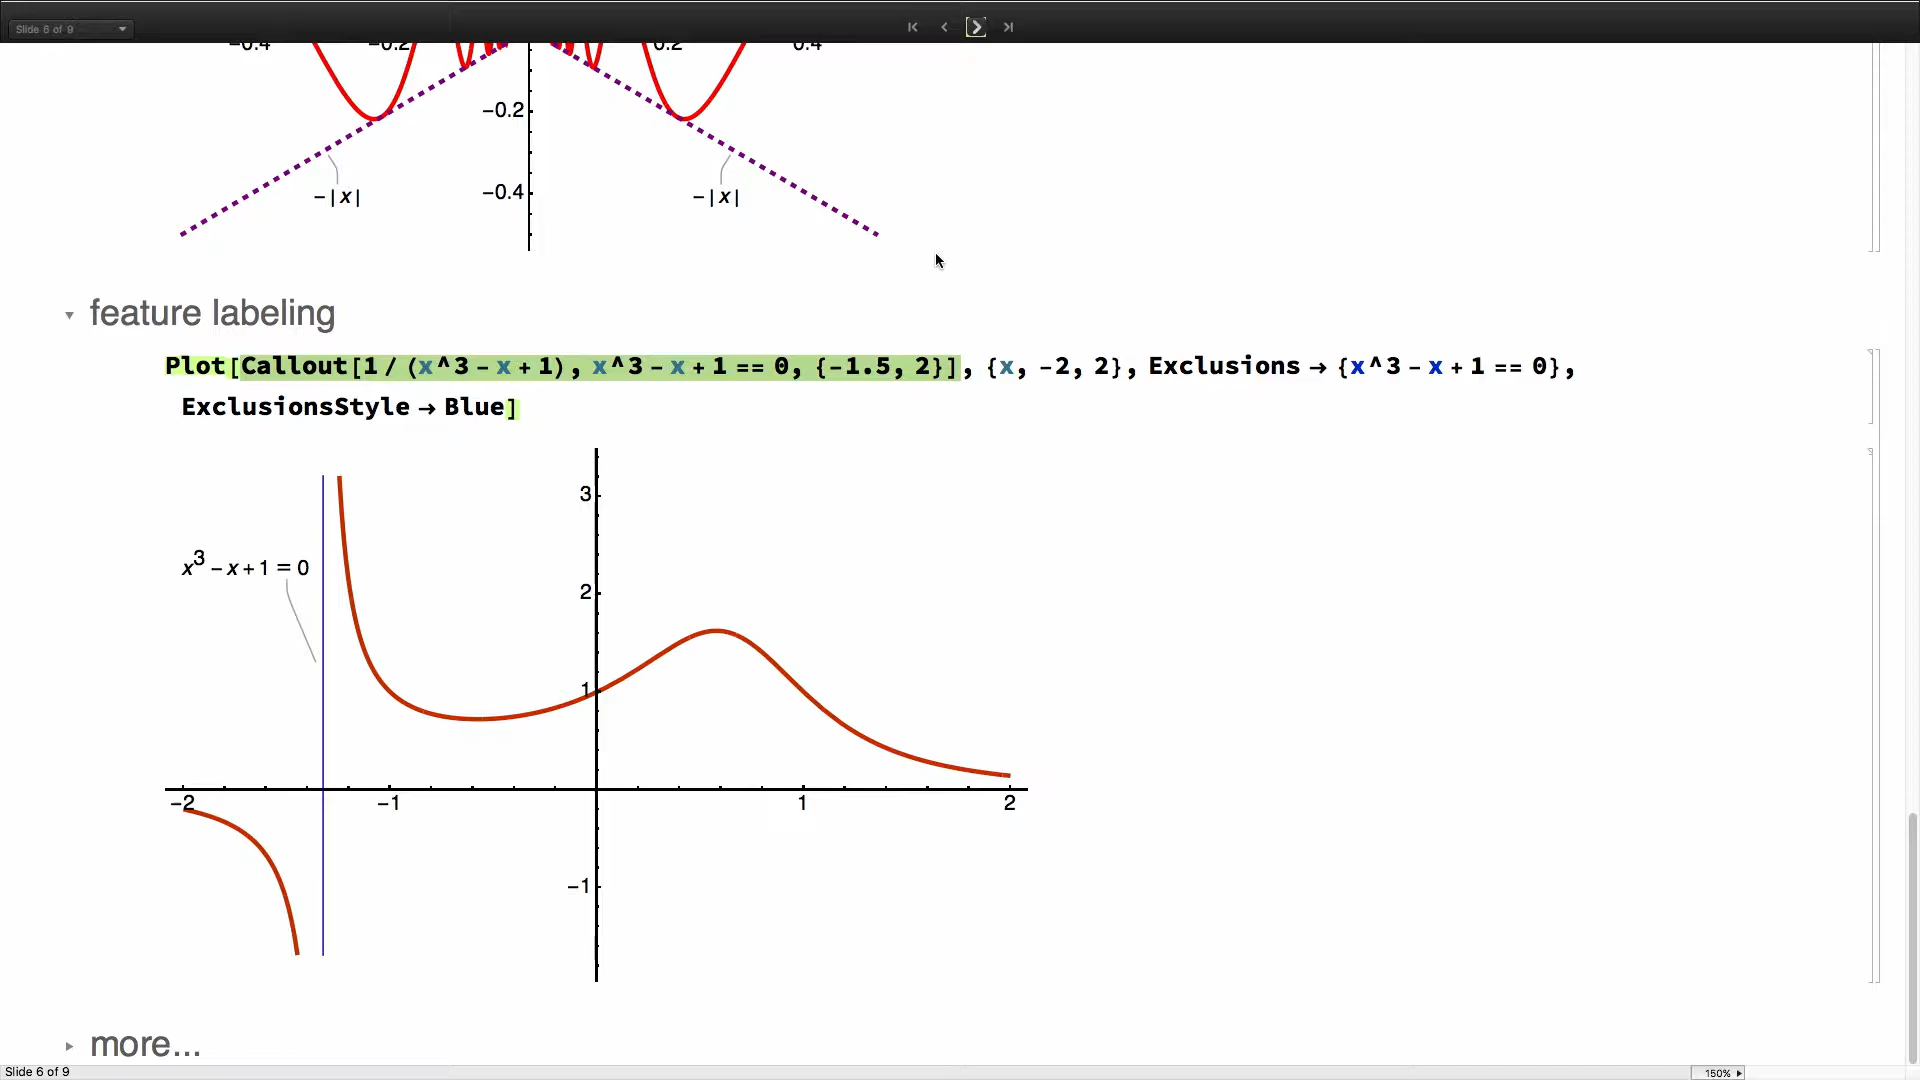 Slide 6 of 9
-0.4 -0.2 0.2 0.4
-0.2
-0.4
-|x| -|x|
feature labeling
Plot[Callout[1 / (x^3 - x + 1), x^3 - x + 1 == 0, {-1.5, 2}], {x, -2, 2}, Exclusions → {x^3 - x + 1 == 0},
ExclusionsStyle → Blue]
3
x³ - x + 1 = 0
2
1
-2 -1 1 2
-1
more...
Slide 6 of 9
150%